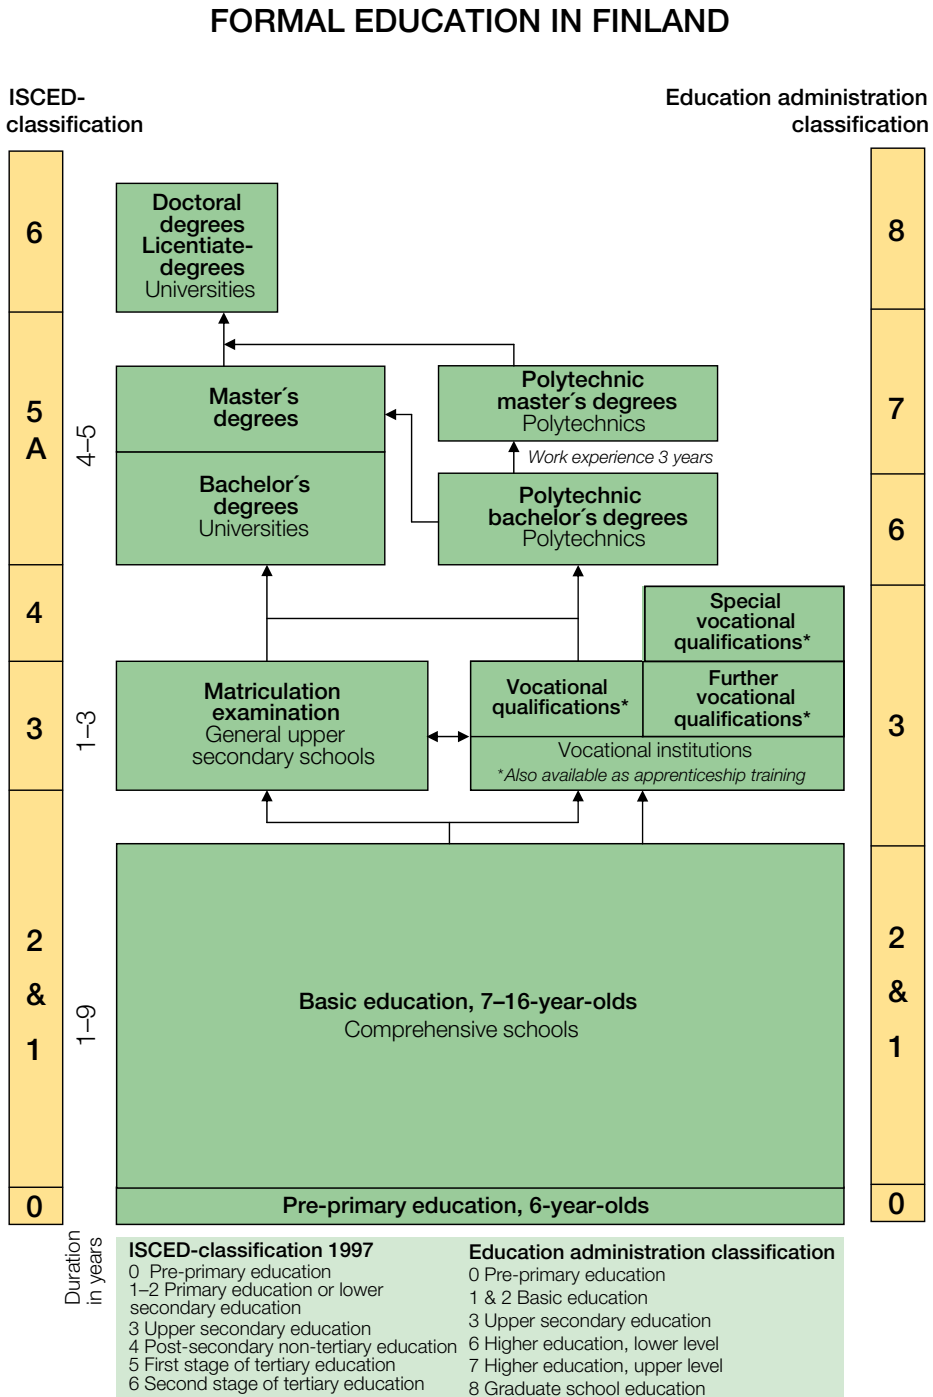 FORMAL EDUCATION IN FINLAND
ISCED-
classification
Education administration
classification
6
5
A
4
3
2
&
1
0
4–5
1–3
1–9
Duration
in years
Doctoral
degrees
Licentiate-
degrees
Universities
Master´s
degrees
Bachelor´s
degrees
Universities
Polytechnic
master´s degrees
Polytechnics
Work experience 3 years
Polytechnic
bachelor´s degrees
Polytechnics
Special
vocational
qualifications*
Matriculation
examination
General upper
secondary schools
Vocational
qualifications*
Further
vocational
qualifications*
Vocational institutions
*Also available as apprenticeship training
Basic education, 7–16-year-olds
Comprehensive schools
Pre-primary education, 6-year-olds
8
7
6
3
2
&
1
0
ISCED-classification 1997
0 Pre-primary education
1–2 Primary education or lower
secondary education
3 Upper secondary education
4 Post-secondary non-tertiary education
5 First stage of tertiary education
6 Second stage of tertiary education
Education administration classification
0 Pre-primary education
1 & 2 Basic education
3 Upper secondary education
6 Higher education, lower level
7 Higher education, upper level
8 Graduate school education